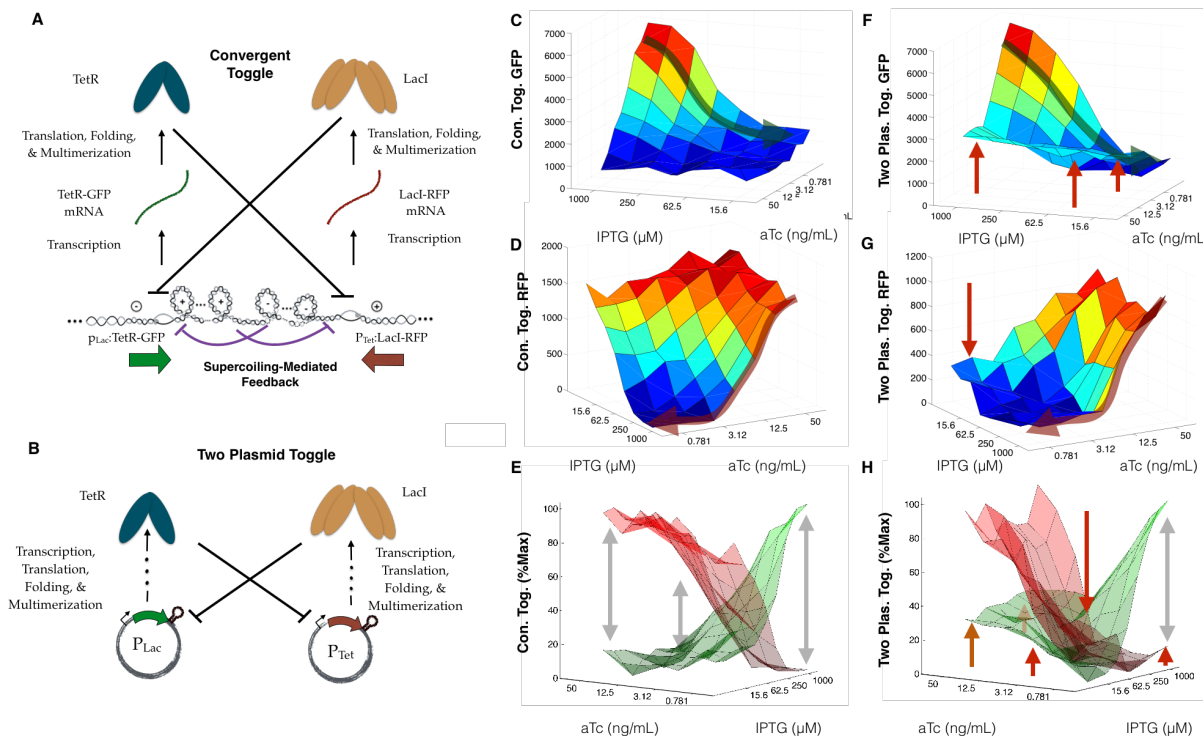 A
Convergent
Toggle
TetR
LacI
Translation, Folding,
& Multimerization
Translation, Folding,
& Multimerization
TetR-GFP
mRNA
LacI-RFP
mRNA
Transcription
Transcription
- + + - - +
... ... ... ...
pLac:TetR-GFP
PTet:LacI-RFP
Supercoiling-Mediated
Feedback
B
Two Plasmid Toggle
TetR
LacI
Transcription,
Translation,
Folding, &
Multimerization
Transcription,
Translation,
Folding, &
Multimerization
PLac
PTet
C
Con. Tog. GFP
7000
6000
5000
4000
3000
2000
1000
0
1000
250
62.5
15.6
50
12.5
3.12
0.781
IPTG (µM)
aTc (ng/mL)
D
Con. Tog. RFP
2000
1500
1000
500
0
15.6
62.5
250
1000
0.781
3.12
12.5
50
IPTG (µM)
aTc (ng/mL)
E
Con. Tog. (%Max)
100
80
60
40
20
0
50
12.5
3.12
0.781
15.6
62.5
250
1000
aTc (ng/mL)
IPTG (µM)
F
Two Plas. Tog. GFP
7000
6000
5000
4000
3000
2000
1000
0
1000
250
62.5
15.6
50
12.5
3.12
0.781
IPTG (µM)
aTc (ng/mL)
G
Two Plas. Tog. RFP
1200
1000
800
600
400
200
0
15.6
62.5
250
1000
0.781
3.12
12.5
50
IPTG (µM)
aTc (ng/mL)
H
Two Plas. Tog. (%Max)
100
80
60
40
20
0
50
12.5
3.12
0.781
15.6
62.5
250
1000
aTc (ng/mL)
IPTG (µM)